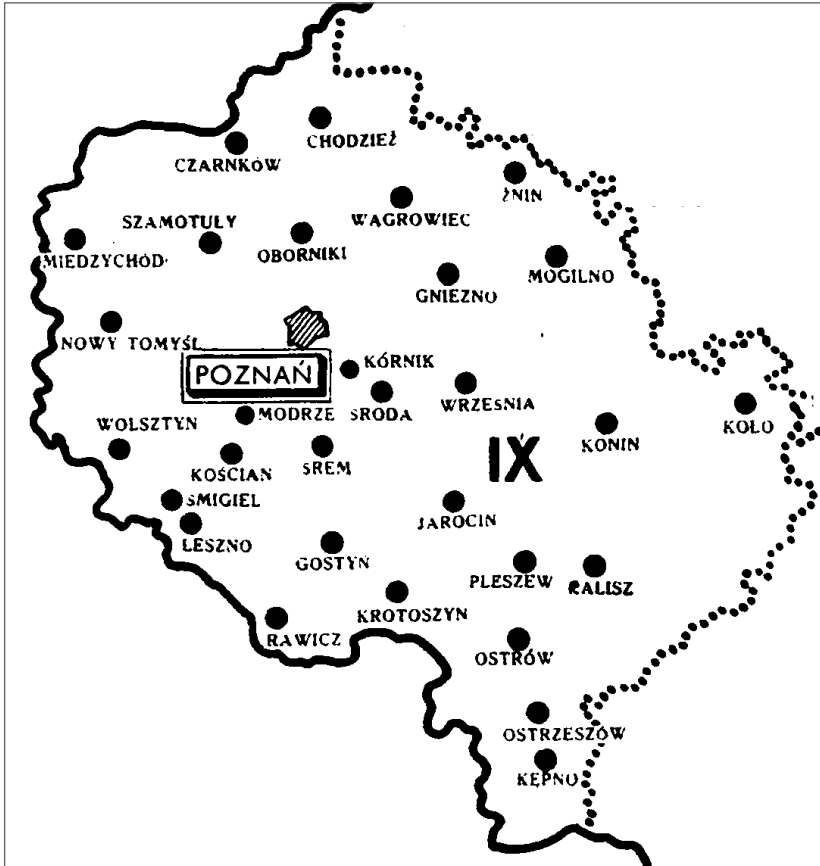 CHODZIEŻ
CZARNKÓW
ŻNIN
WĄGROWIEC
SZAMOTUŁY
OBORNIKI
MIEDZYCHÓD
MOGILNO
GNIEZNO
NOWY TOMYŚL
KÓRNIK
POZNAŃ
WRZEŚNIA
ŚRODA
MODRZE
KOŁO
WOLSZTYN
KONIN
IX
KOŚCIAN
ŚREM
ŚMIGIEL
JAROCIN
LESZNO
GOSTYŃ
PLESZEW
KALISZ
KROTOSZYN
RAWICZ
OSTRÓW
OSTRZESZÓW
KĘPNO